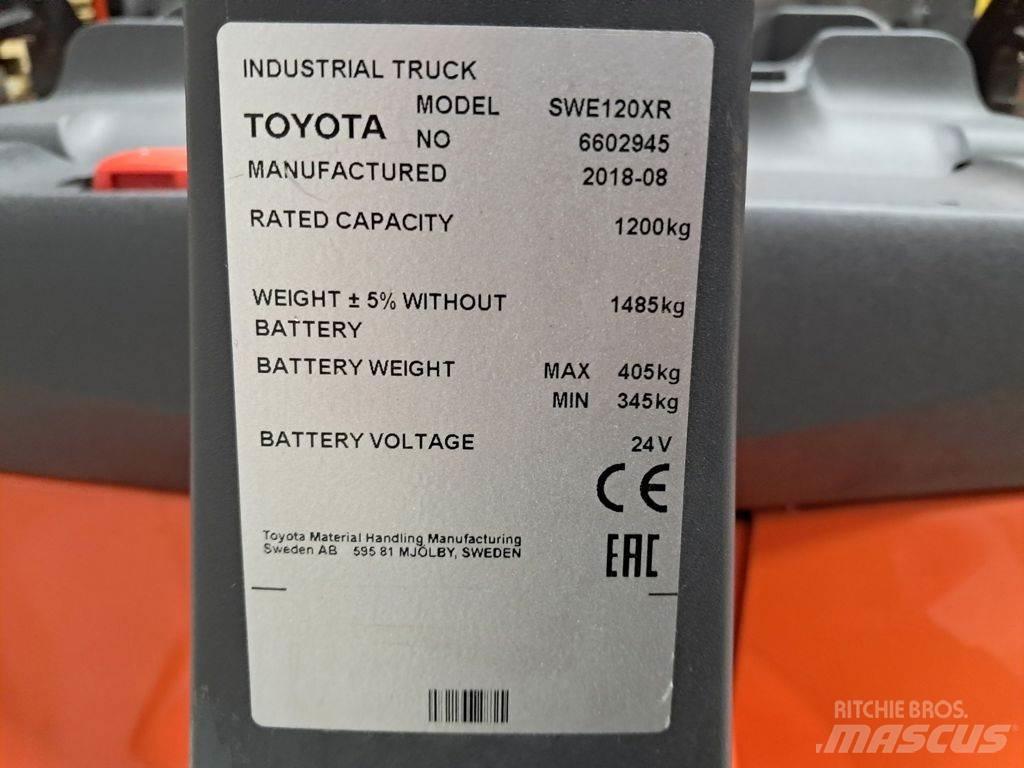 INDUSTRIAL TRUCK
TOYOTA MODEL SWE120XR
NO 6602945
MANUFACTURED 2018-08
RATED CAPACITY 1200kg
WEIGHT ± 5% WITHOUT 1485kg
BATTERY
BATTERY WEIGHT MAX 405kg
MIN 345kg
BATTERY VOLTAGE 24V
CE
Toyota Material Handling Manufacturing
Sweden AB 595 81 MJÖLBY, SWEDEN
EAC
RITCHIE BROS.
MASCUS